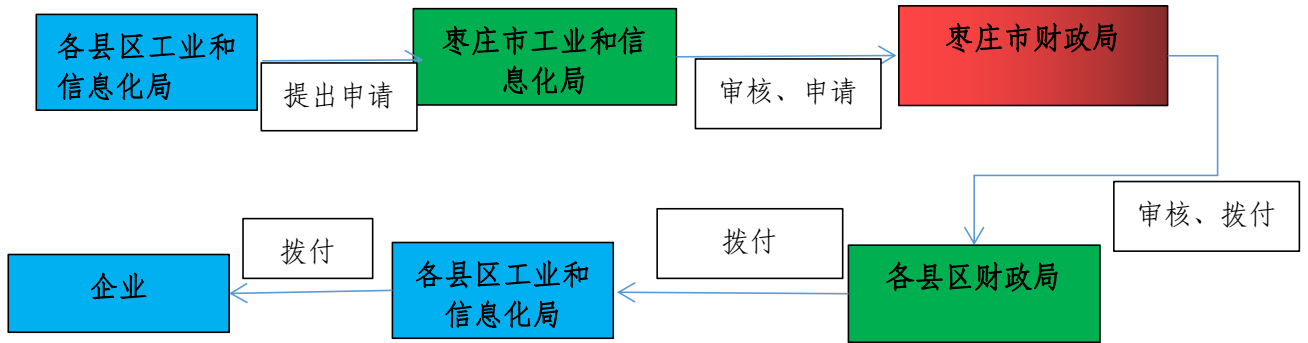 各县区工业和
信息化局
提出申请
枣庄市工业和信
息化局
审核、申请
枣庄市财政局
审核、拨付
各县区财政局
拨付
各县区工业和
信息化局
拨付
企业